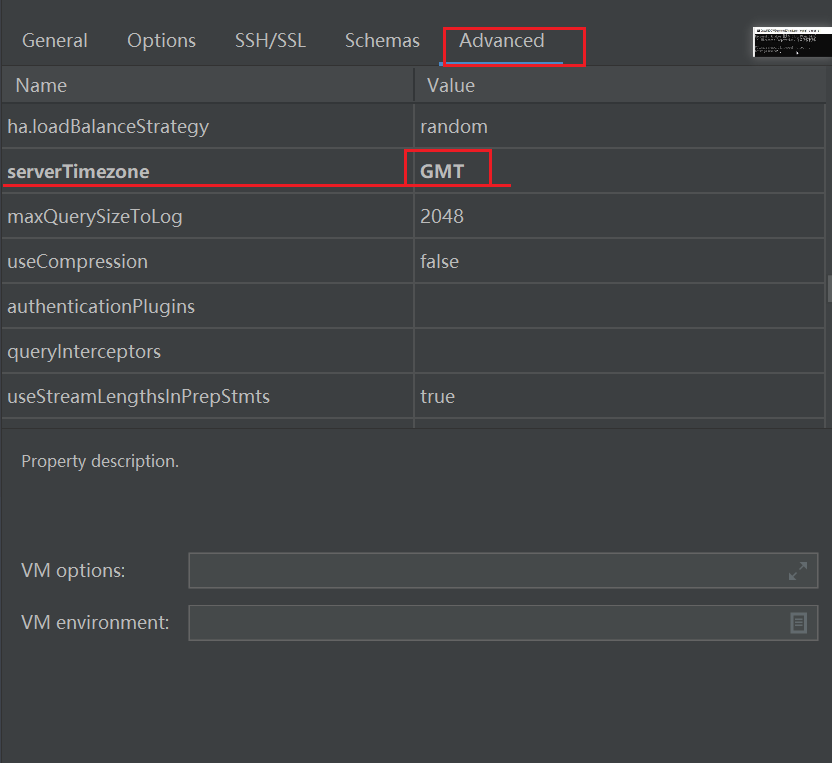 General Options SSH/SSL Schemas Advanced
Name Value
ha.loadBalanceStrategy random
serverTimezone GMT
maxQuerySizeToLog 2048
useCompression false
authenticationPlugins
queryInterceptors
useStreamLengthsInPrepStmts true
Property description.
VM options:
VM environment: